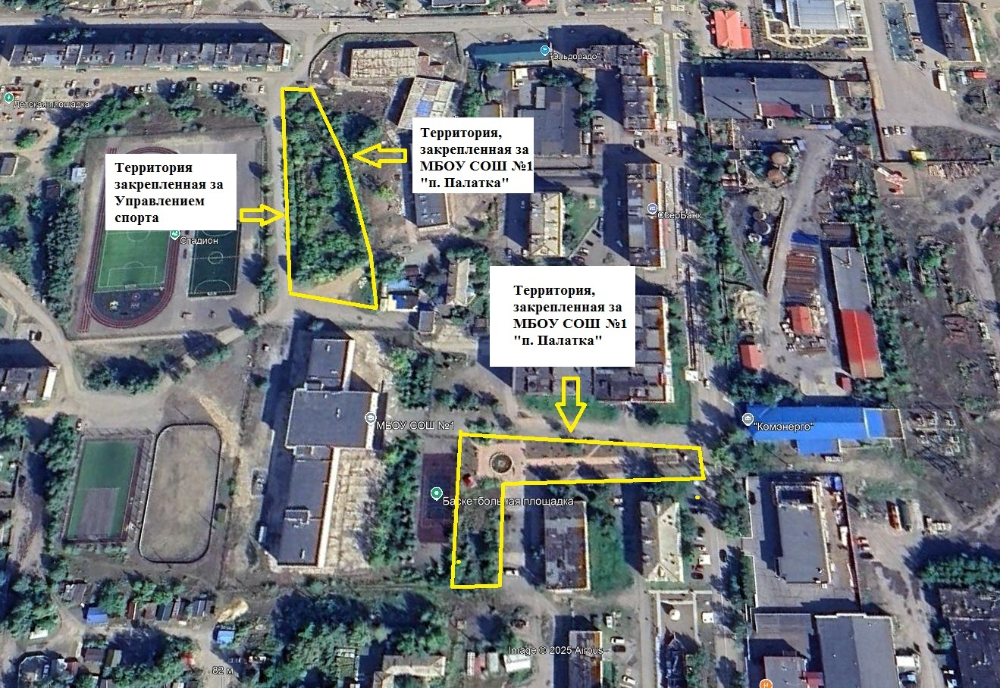 "Эльдорадо"
Детская площадка
Территория,
закрепленная за
МБОУ СОШ №1
"п. Палатка"
Территория
закрепленная за
Управлением
спорта
СберБанк
Стадион
Территория,
закрепленная за
МБОУ СОШ №1
"п. Палатка"
МБОУ СОШ №1
"Комэнерго"
Баскетбольная площадка
Image © 2025 Airbus
82 м